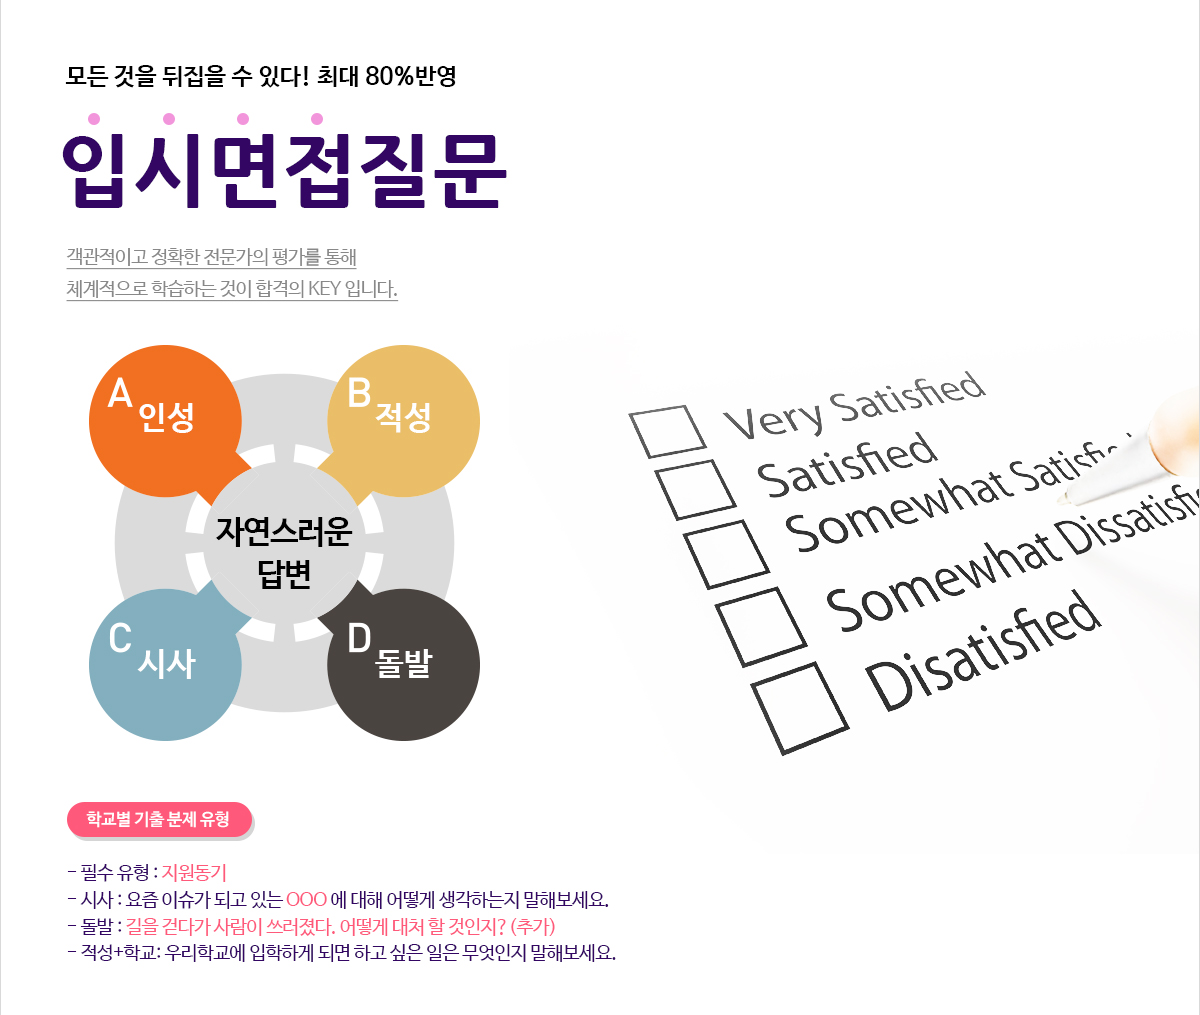 모든 것을 뒤집을 수 있다! 최대 80%반영
입시면접질문
객관적이고 정확한 전문가의 평가를 통해
체계적으로 학습하는 것이 합격의 KEY 입니다.
A 인성
B 적성
자연스러운
답변
C 시사
D 돌발
Very Satisfied
Satisfied
Somewhat Satisfi
Somewhat Dissatisfi
Disatisfied
학교별 기출 분제 유형
- 필수 유형 : 지원동기
- 시사 : 요즘 이슈가 되고 있는 OOO 에 대해 어떻게 생각하는지 말해보세요.
- 돌발 : 길을 걷다가 사람이 쓰러졌다. 어떻게 대처 할 것인지? (추가)
- 적성+학교: 우리학교에 입학하게 되면 하고 싶은 일은 무엇인지 말해보세요.